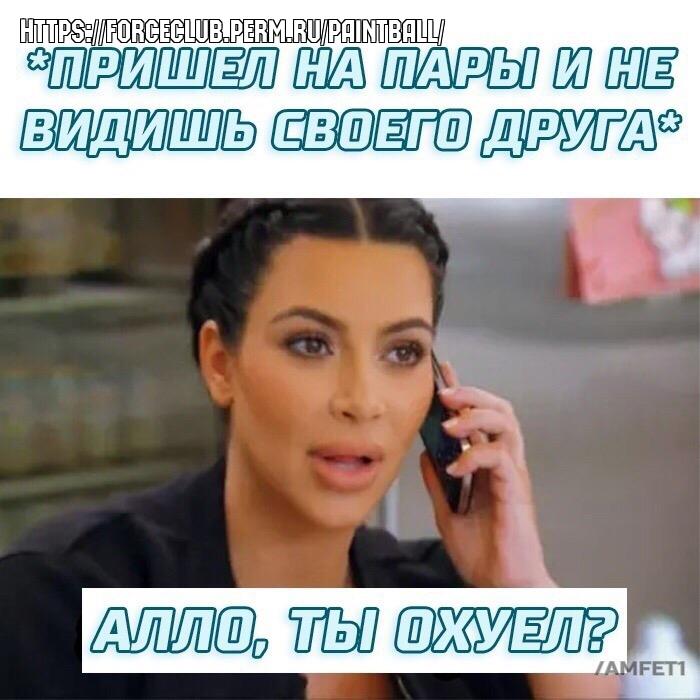 HTTPS://FORCECLUB.PERM.RU/PAINTBALL/
*ПРИШЕЛ НА ПАРЫ И НЕ
ВИДИШЬ СВОЕГО ДРУГА*
АЛЛО, ТЫ ОХУЕЛ?
/AMFET1